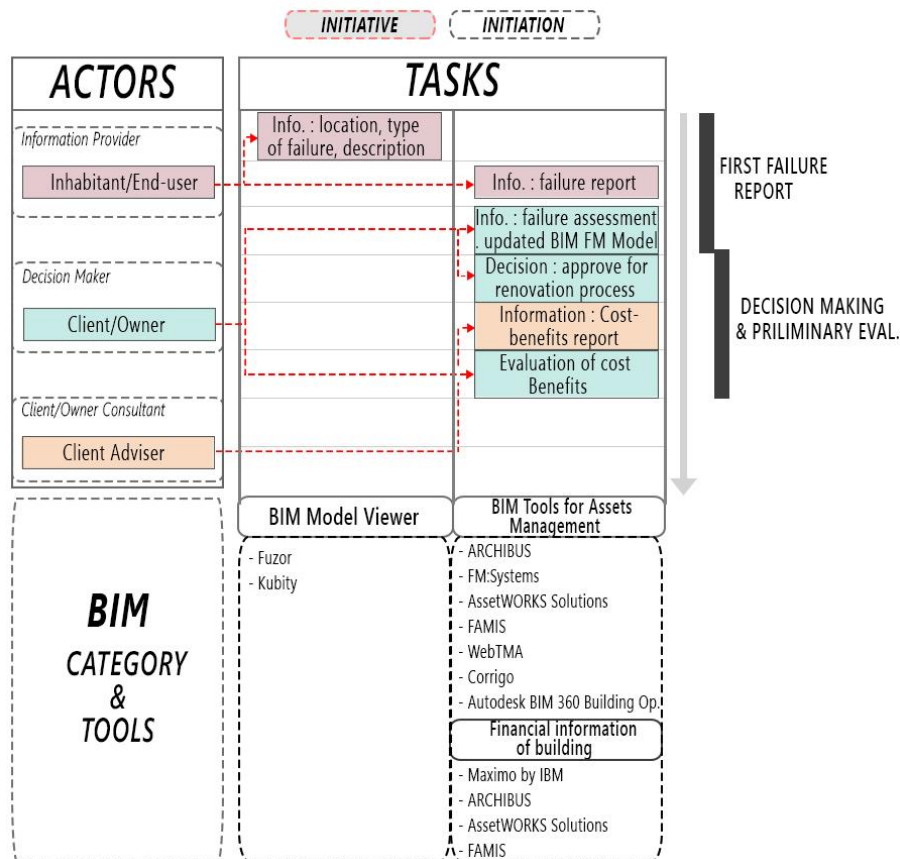 INITIATIVE
INITIATION
ACTORS
TASKS
Information Provider
Inhabitant/End-user
Info. : location, type
of failure, description
Info. : failure report
Info. : failure assessment
. updated BIM FM Model
Decision Maker
Client/Owner
Decision : approve for
renovation process
Information : Cost-
benefits report
Evaluation of cost
Benefits
Client/Owner Consultant
Client Adviser
FIRST FAILURE
REPORT
DECISION MAKING
& PRILIMINARY EVAL.
BIM
CATEGORY
&
TOOLS
BIM Model Viewer
- Fuzor
- Kubity
BIM Tools for Assets
Management
- ARCHIBUS
- FM:Systems
- AssetWORKS Solutions
- FAMIS
- WebTMA
- Corrigo
- Autodesk BIM 360 Building Op.
Financial information
of building
- Maximo by IBM
- ARCHIBUS
- AssetWORKS Solutions
- FAMIS